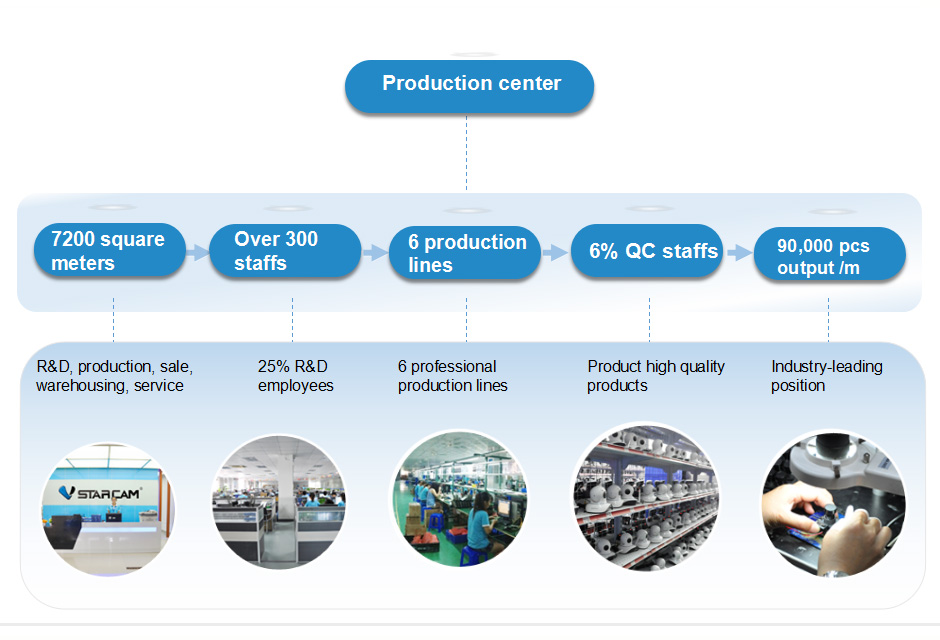 Production center
7200 square
meters
Over 300
staffs
6 production
lines
6% QC staffs
90,000 pcs
output /m
R&D, production, sale,
warehousing, service
25% R&D
employees
6 professional
production lines
Product high quality
products
Industry-leading
position
VSTARCAM